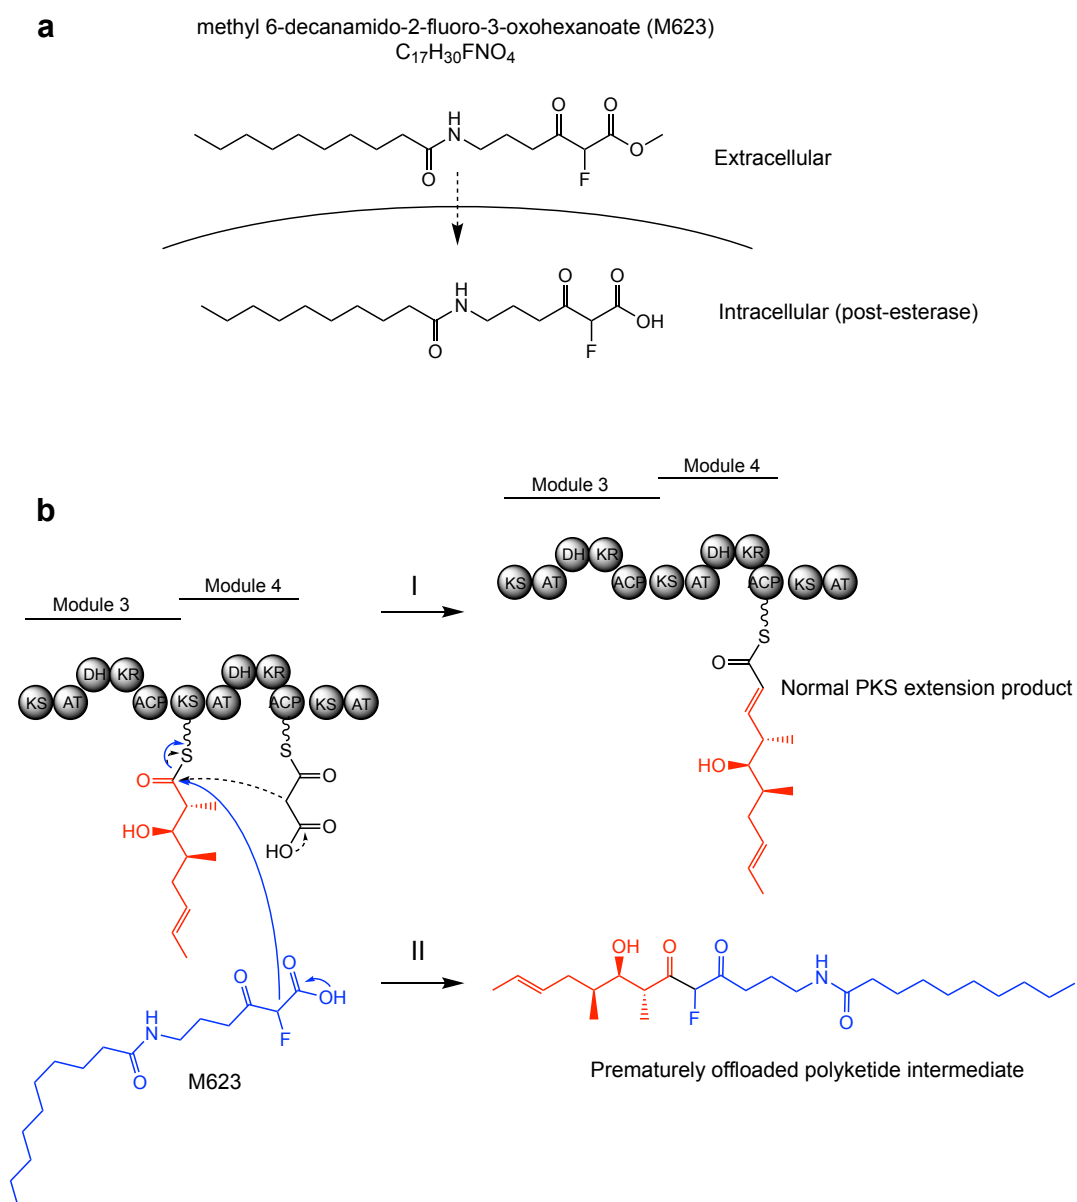 a
methyl 6-decanamido-2-fluoro-3-oxohexanoate (M623)
C17H30FNO4
H
N
O
O
O
O
F
Extracellular
H
N
O
O
OH
O
F
Intracellular (post-esterase)
b
Module 3
Module 4
I
Module 3
Module 4
KS
AT
DH
KR
ACP
KS
AT
DH
KR
ACP
KS
AT
S
O
HO
Normal PKS extension product
KS
AT
DH
KR
ACP
KS
AT
DH
KR
ACP
KS
AT
S
S
O
O
HO
O
HO
II
O
O
OH
F
H
N
O
M623
OH
O
O
F
H
N
O
Prematurely offloaded polyketide intermediate